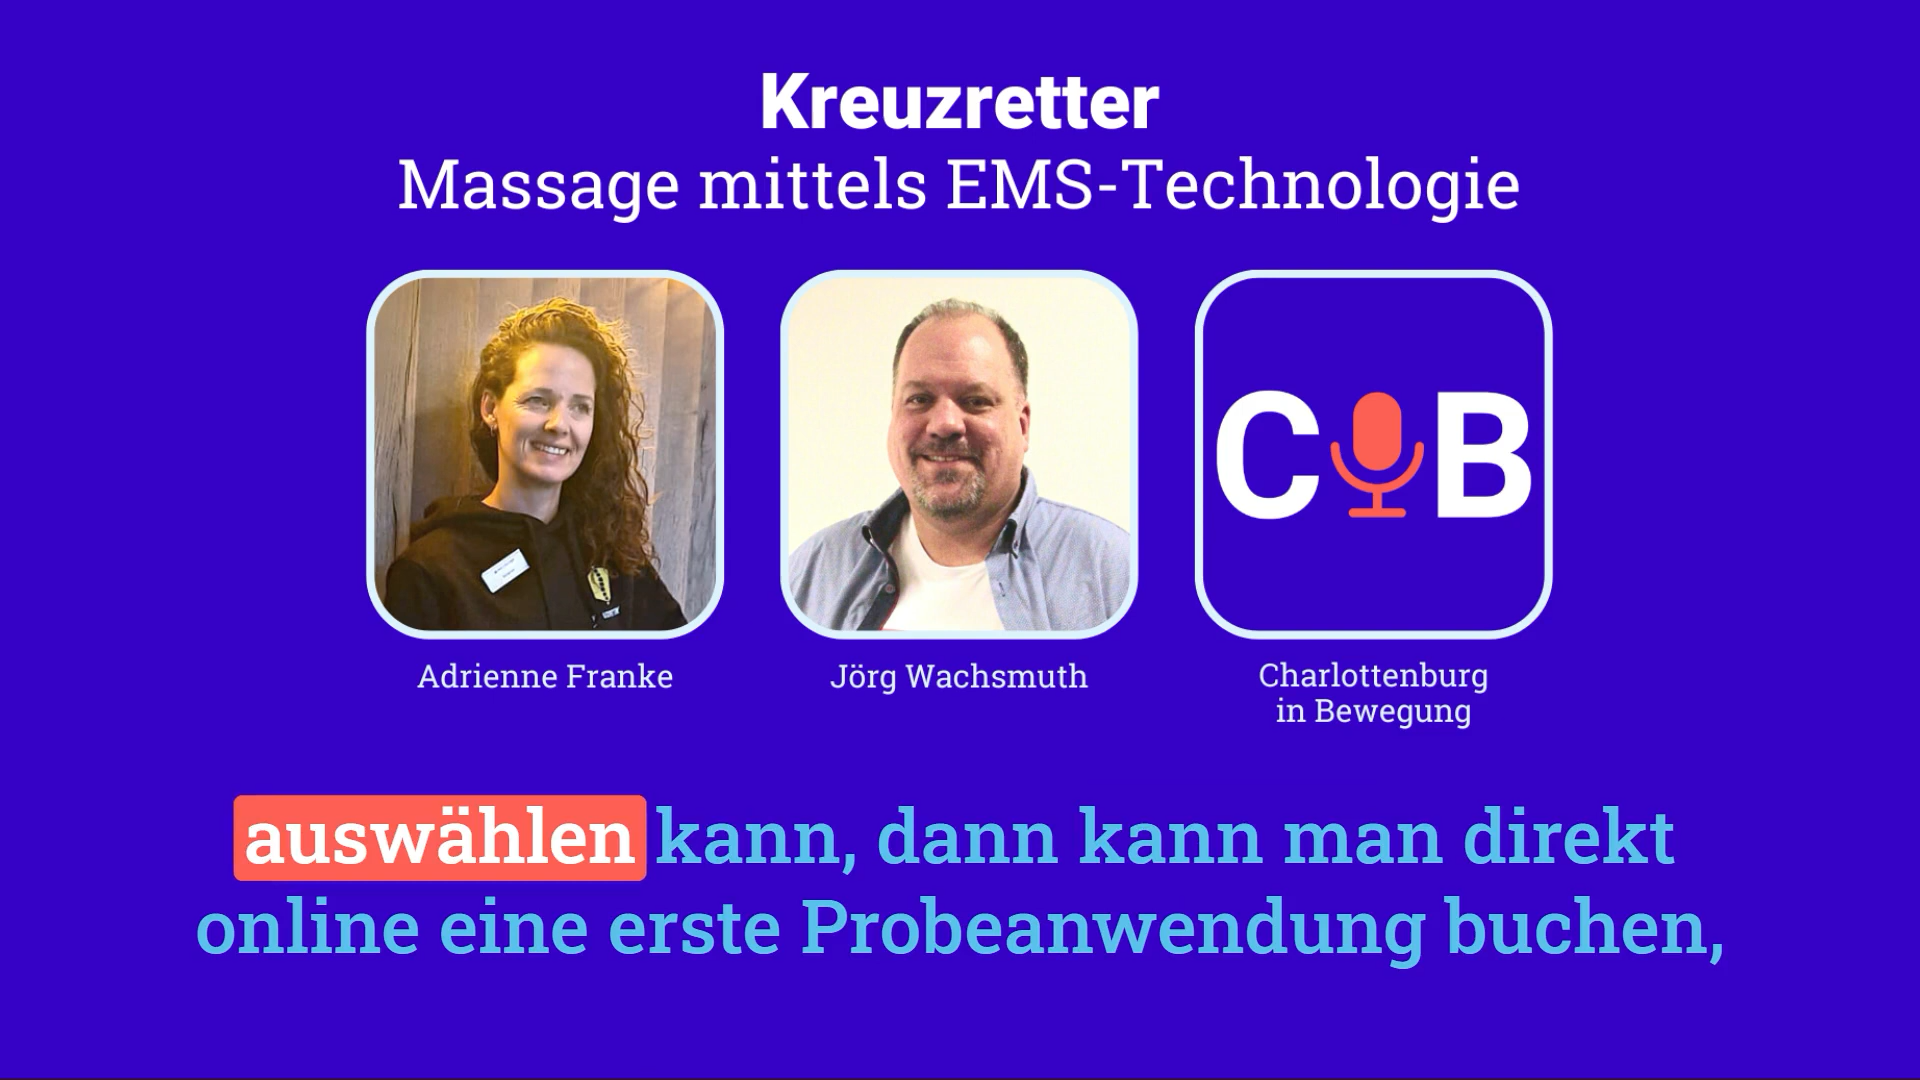 Kreuzretter
Massage mittels EMS-Technologie
C B
Adrienne Franke
Jörg Wachsmuth
Charlottenburg
in Bewegung
auswählen kann, dann kann man direkt
online eine erste Probeanwendung buchen,